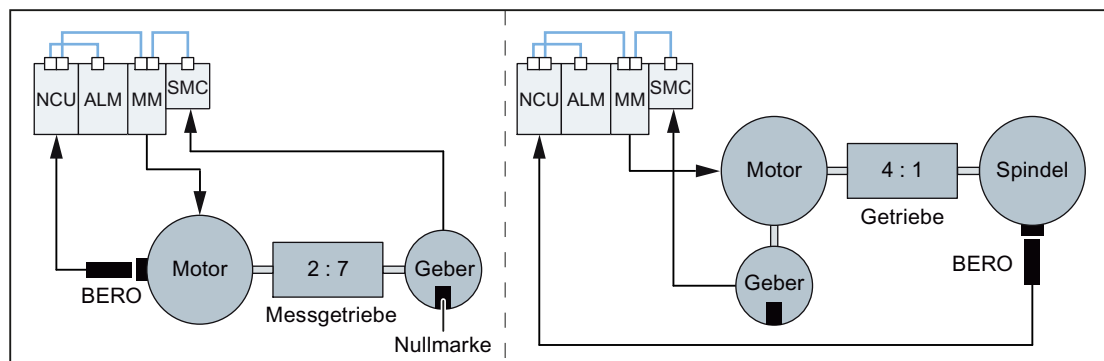 NCU
ALM
MM
SMC
BERO
Motor
2 : 7
Messgetriebe
Geber
Nullmarke
NCU
ALM
MM
SMC
Motor
4 : 1
Getriebe
Spindel
Geber
BERO